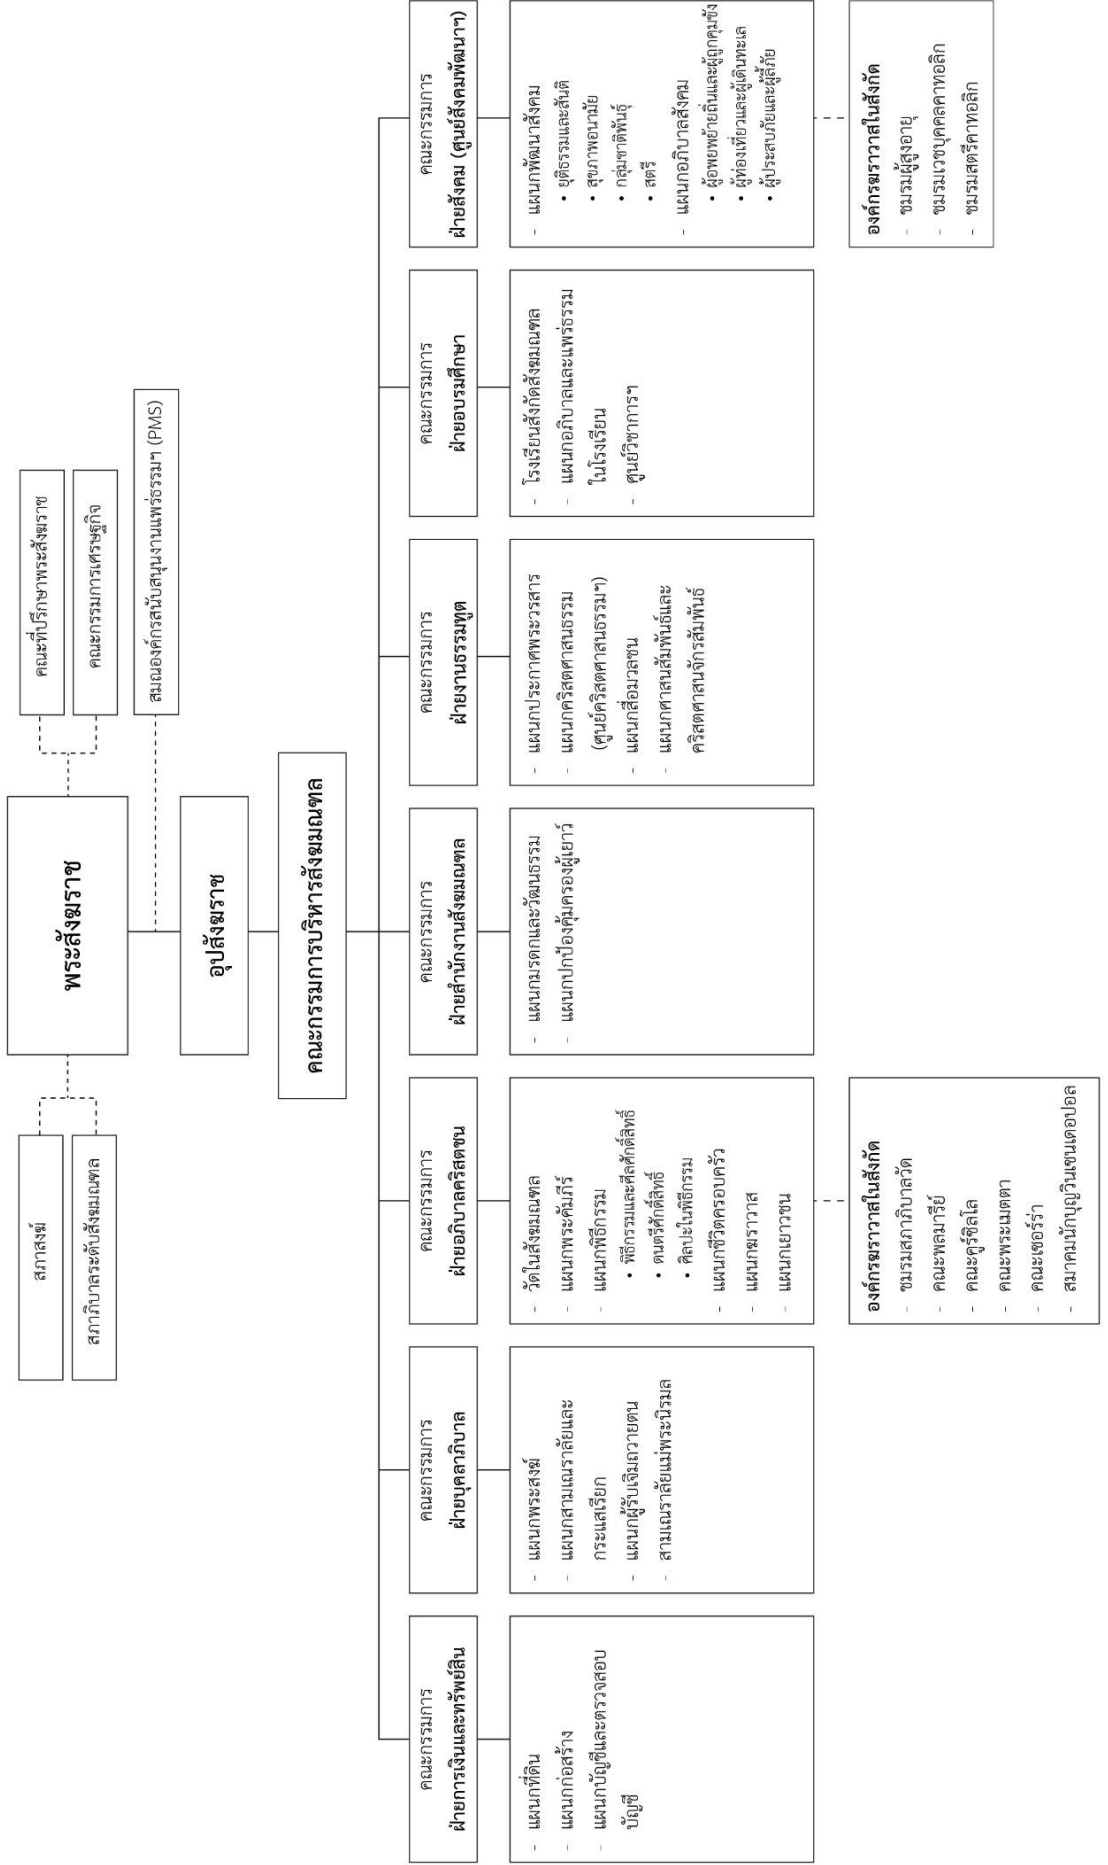 พระสังฆราช
สภาสงฆ์
สภาภิบาลระดับสังฆมณฑล
คณะที่ปรึกษาพระสังฆราช
คณะกรรมการเศรษฐกิจ
สมณองค์กรสนับสนุนงานแพร่ธรรมฯ (PMS)
อุปสังฆราช
คณะกรรมการบริหารสังฆมณฑล
คณะกรรมการ
ฝ่ายการเงินและทรัพย์สิน
- แผนกที่ดิน
- แผนกก่อสร้าง
- แผนกบัญชีและตรวจสอบ
บัญชี
คณะกรรมการ
ฝ่ายบุคลาภิบาล
- แผนกพระสงฆ์
- แผนกสามเณราลัยและ
กระแสเรียก
- แผนกผู้รับเจิมถวายตน
- สามเณราลัยแม่พระนิรมล
คณะกรรมการ
ฝ่ายอภิบาลคริสตชน
- วัดในสังฆมณฑล
- แผนกพระคัมภีร์
- แผนกพิธีกรรม
• พิธีกรรมและศีลศักดิ์สิทธิ์
• ดนตรีศักดิ์สิทธิ์
• ศิลปะในพิธีกรรม
- แผนกชีวิตครอบครัว
- แผนกฆราวาส
- แผนกเยาวชน
องค์กรฆราวาสในสังกัด
- ชมรมสภาภิบาลวัด
- คณะพลมารีย์
- คณะคูร์ซิลโล
- คณะพระเมตตา
- คณะเซอร์ร่า
- สมาคมนักบุญวินเซนเดอปอล
คณะกรรมการ
ฝ่ายสำนักงานสังฆมณฑล
- แผนกมรดกและวัฒนธรรม
- แผนกปกป้องคุ้มครองผู้เยาว์
คณะกรรมการ
ฝ่ายงานธรรมทูต
- แผนกประกาศพระวรสาร
- แผนกคริสตศาสนธรรม
(ศูนย์คริสตศาสนธรรมฯ)
- แผนกสื่อมวลชน
- แผนกศาสนสัมพันธ์และ
คริสตศาสนจักรสัมพันธ์
คณะกรรมการ
ฝ่ายอบรมศึกษา
- โรงเรียนสังกัดสังฆมณฑล
- แผนกอภิบาลและแพร่ธรรม
ในโรงเรียน
- ศูนย์วิชาการฯ
คณะกรรมการ
ฝ่ายสังคม (ศูนย์สังคมพัฒนาฯ)
- แผนกพัฒนาสังคม
• ยุติธรรมและสันติ
• สุขภาพอนามัย
• กลุ่มชาติพันธุ์
• สตรี
- แผนกอภิบาลสังคม
• ผู้อพยพย้ายถิ่นและผู้ถูกคุมขัง
• ผู้ท่องเที่ยวและผู้เดินทะเล
• ผู้ประสบภัยและผู้ลี้ภัย
องค์กรฆราวาสในสังกัด
- ชมรมผู้สูงอายุ
- ชมรมเวชบุคคลคาทอลิก
- ชมรมสตรีคาทอลิก